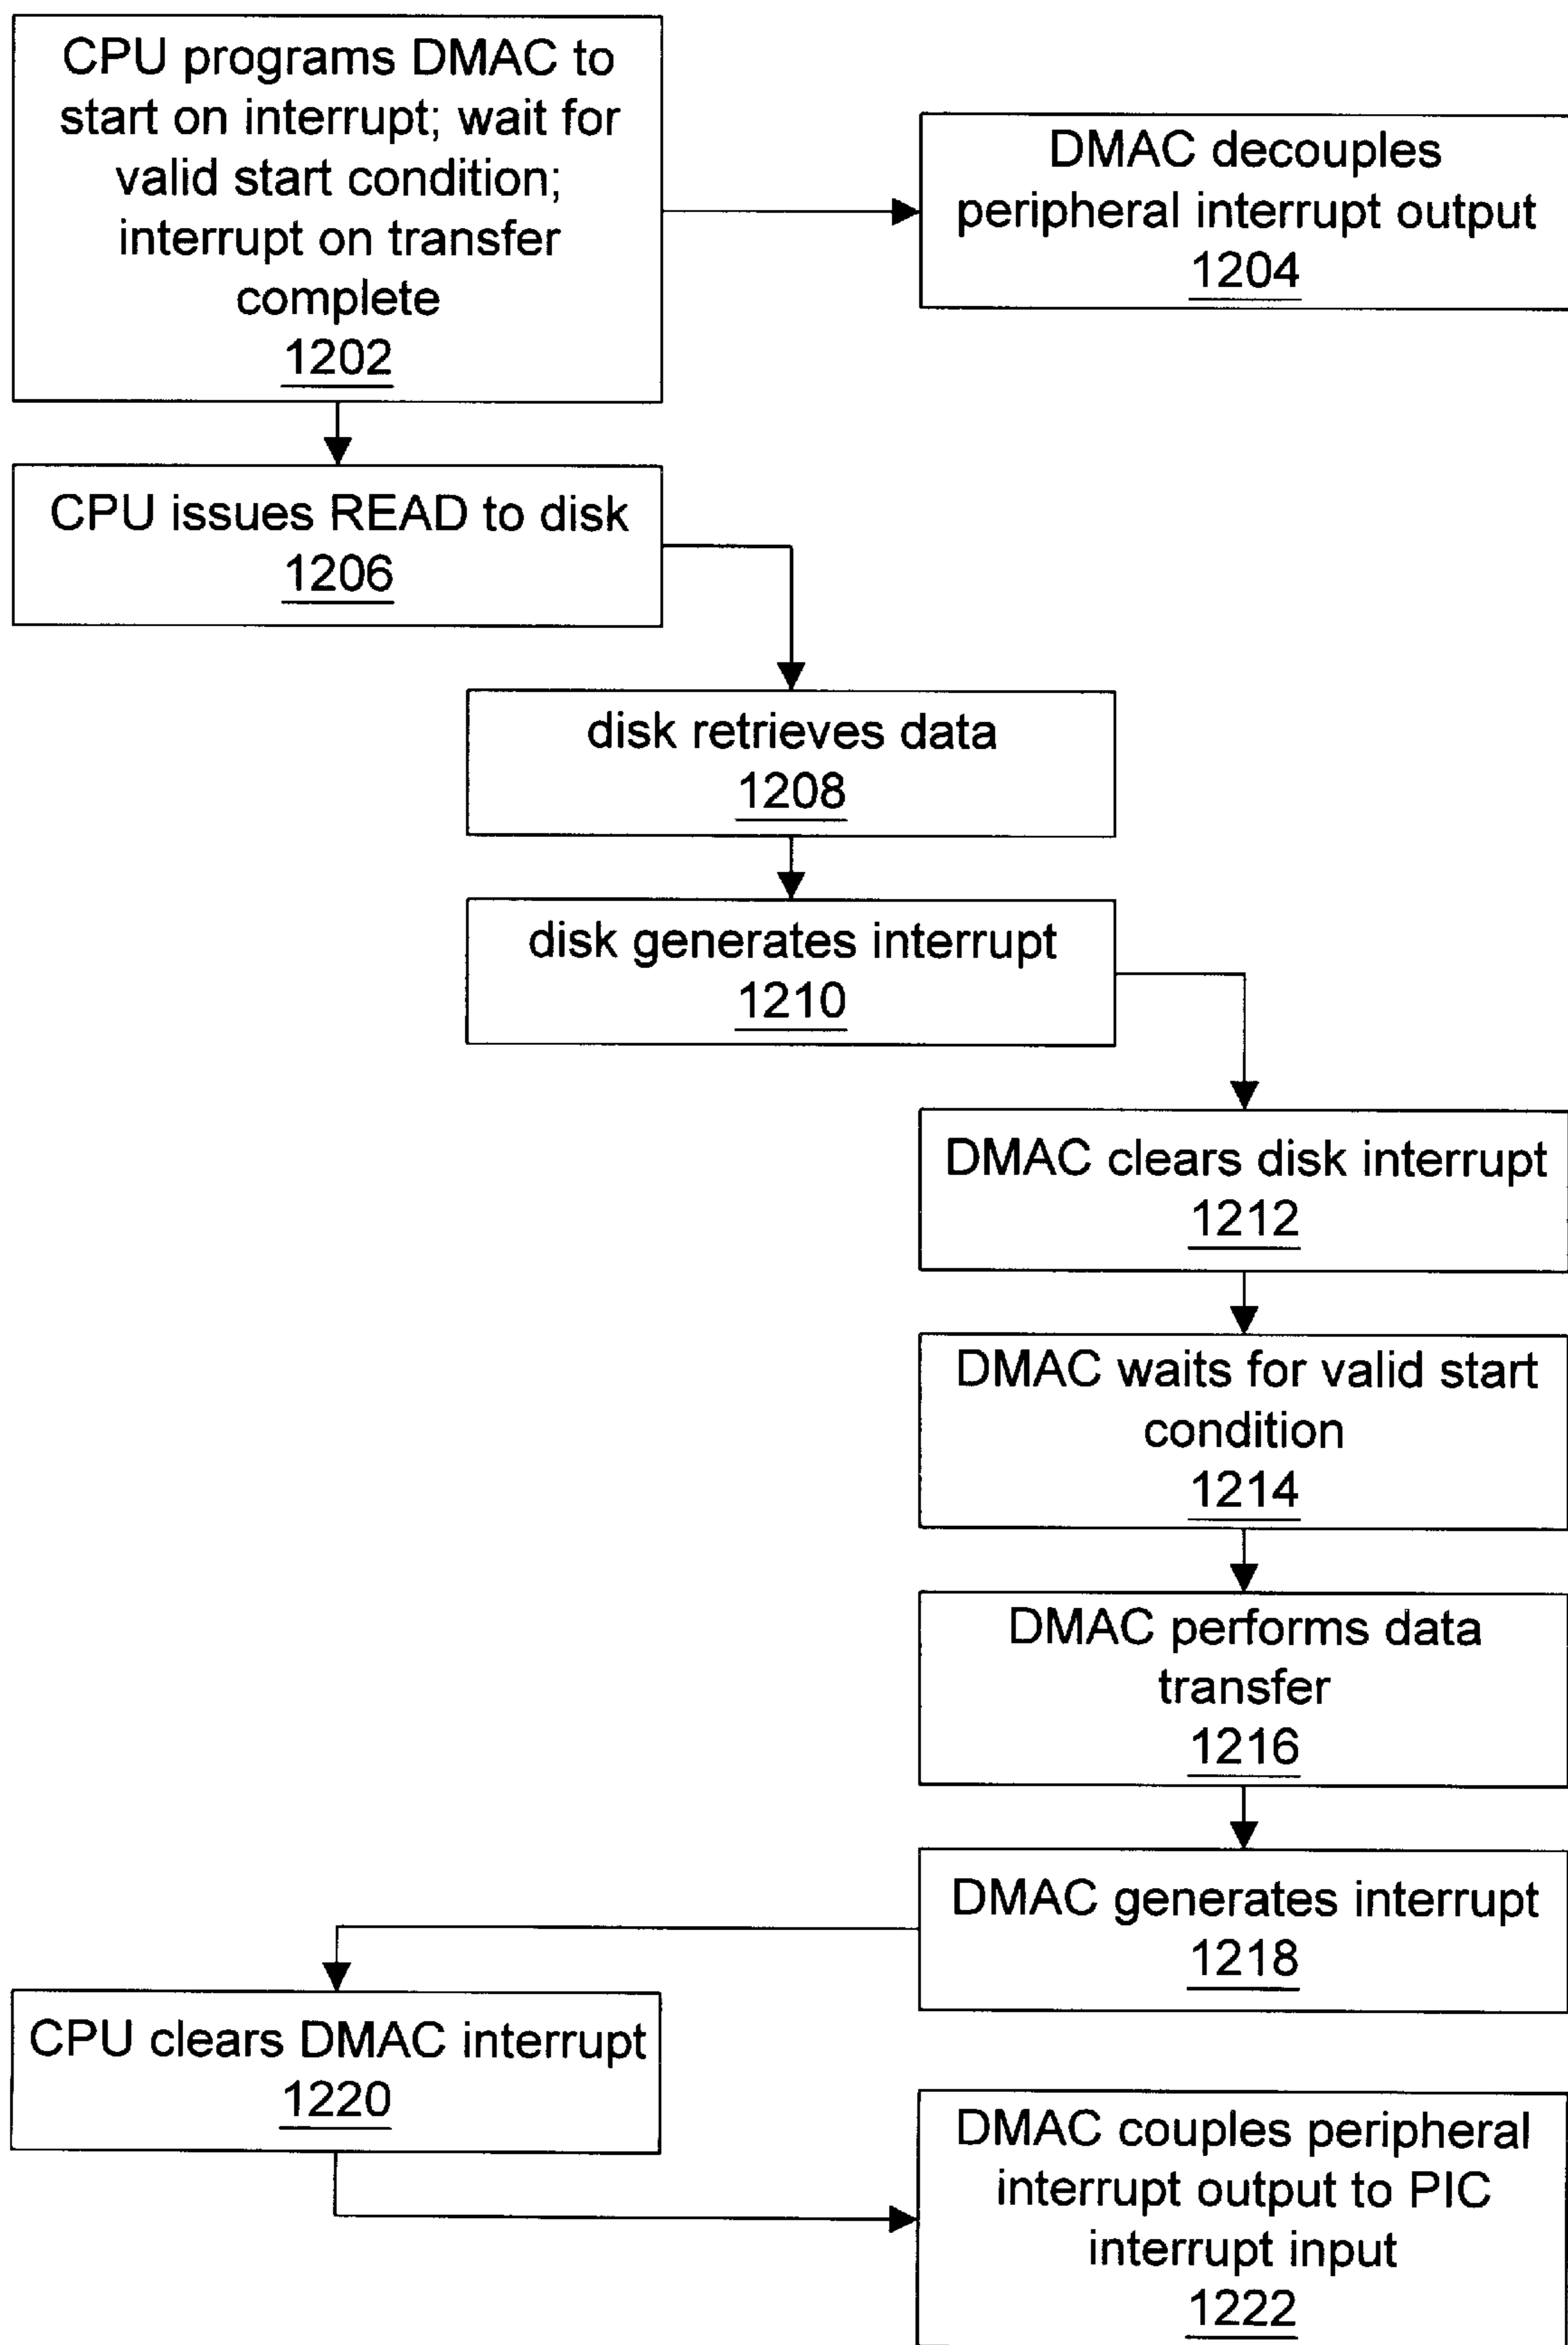 CPU programs DMAC to
start on interrupt; wait for
valid start condition;
interrupt on transfer
complete
1202
DMAC decouples
peripheral interrupt output
1204
CPU issues READ to disk
1206
disk retrieves data
1208
disk generates interrupt
1210
DMAC clears disk interrupt
1212
DMAC waits for valid start
condition
1214
DMAC performs data
transfer
1216
DMAC generates interrupt
1218
CPU clears DMAC interrupt
1220
DMAC couples peripheral
interrupt output to PIC
interrupt input
1222